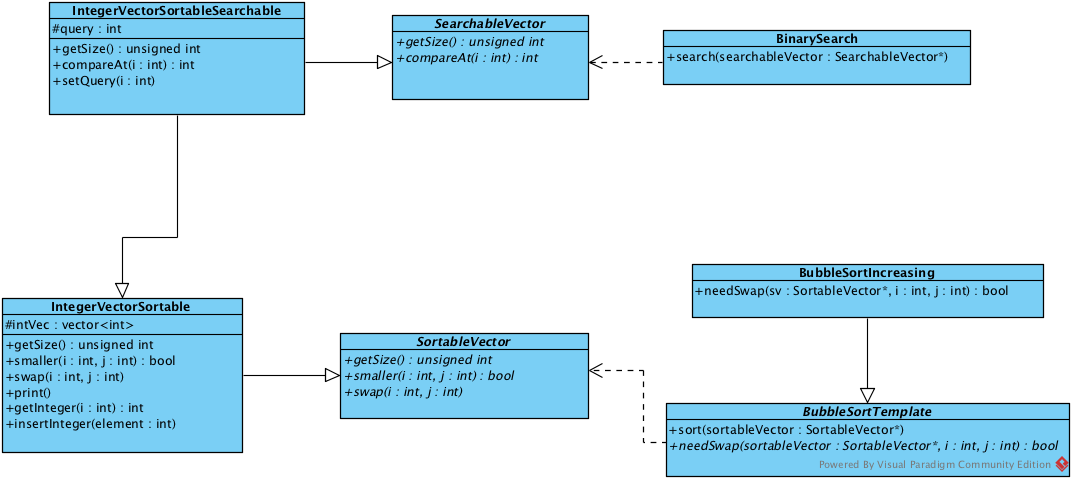 IntegerVectorSortableSearchable
#query : int
+getSize() : unsigned int
+compareAt(i : int) : int
+setQuery(i : int)
SearchableVector
+getSize() : unsigned int
+compareAt(i : int) : int
BinarySearch
+search(searchableVector : SearchableVector*)
IntegerVectorSortable
#intVec : vector<int>
+getSize() : unsigned int
+smaller(i : int, j : int) : bool
+swap(i : int, j : int)
+print()
+getInteger(i : int) : int
+insertInteger(element : int)
SortableVector
+getSize() : unsigned int
+smaller(i : int, j : int) : bool
+swap(i : int, j : int)
BubbleSortIncreasing
+needSwap(sv : SortableVector*, i : int, j : int) : bool
BubbleSortTemplate
+sort(sortableVector : SortableVector*)
+needSwap(sortableVector : SortableVector*, i : int, j : int) : bool
Powered By Visual Paradigm Community Edition